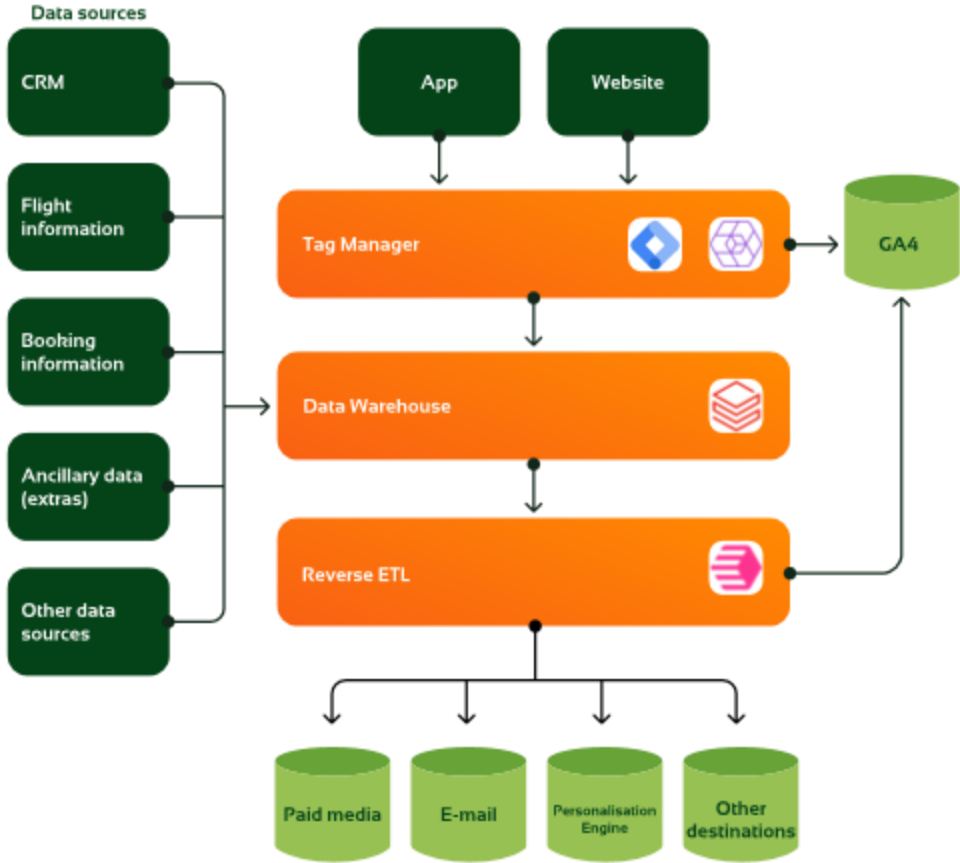 Data sources
CRM
Flight
information
Booking
information
Ancillary data
(extras)
Other data
sources
App
Website
Tag Manager
GA4
Data Warehouse
Reverse ETL
Paid media
E-mail
Personalisation
Engine
Other
destinations